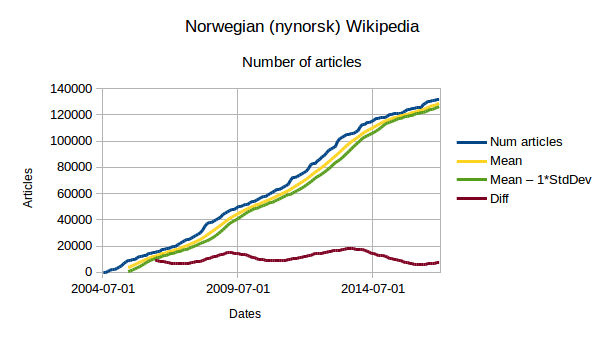 Norwegian (nynorsk) Wikipedia
Number of articles
140000
120000
100000
80000
60000
40000
20000
0
Articles
2004-07-01 2009-07-01 2014-07-01
Dates
Num articles
Mean
Mean – 1*StdDev
Diff